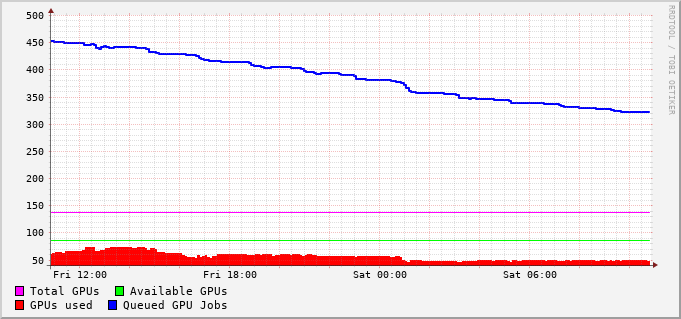 500
450
400
350
300
250
200
150
100
50
Fri 12:00 Fri 18:00 Sat 00:00 Sat 06:00
Total GPUs Available GPUs
GPUs used Queued GPU Jobs
RRDTOOL / TOBI OETIKER